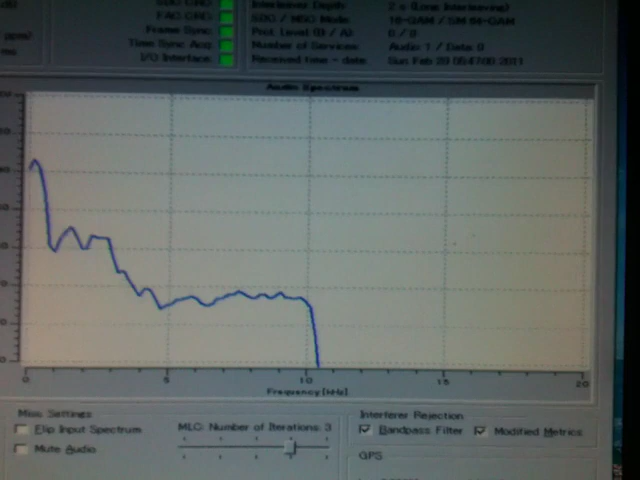 SDC CRC:
Interleaver Depth:
2 s (Long Interleaving)
FAC CRC:
SDC / MSC Mode:
16-QAM / SM 64-QAM
Frame Sync:
Prot. Level (B / A):
0 / 0
ppm)
Time Sync Acq:
Number of Services:
Audio: 1 / Data: 0
ms
I/O Interface:
Received time - date:
Audio Spectrum
0
5
10
15
20
Frequency [kHz]
Misc Settings
Flip Input Spectrum
Mute Audio
MLC: Number of Iterations: 3
Interferer Rejection
Bandpass Filter
Modified Metrics
GPS